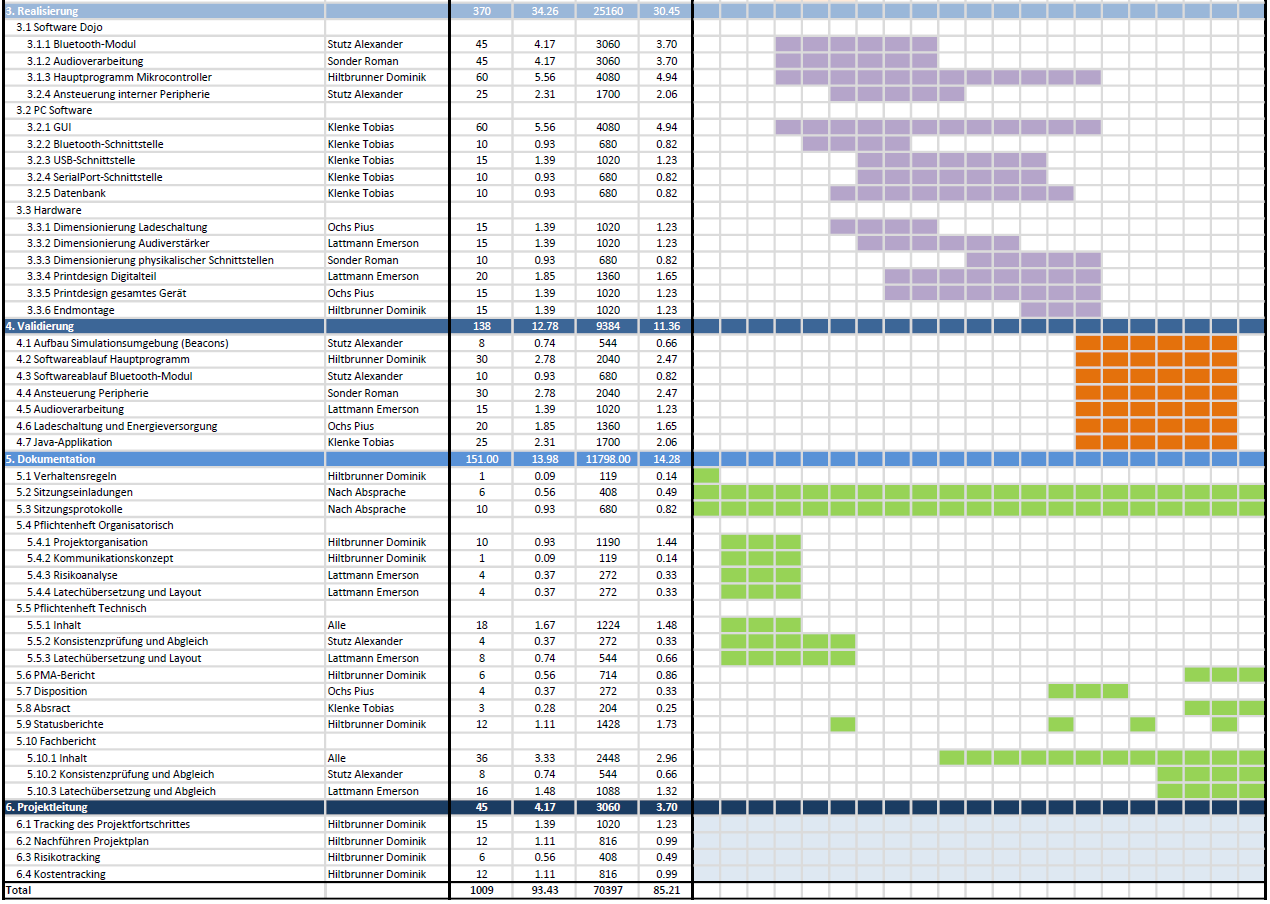 3. Realisierung 370 34.26 25160 30.45
3.1 Software Dojo
3.1.1 Bluetooth-Modul Stutz Alexander 45 4.17 3060 3.70
3.1.2 Audioverarbeitung Sonder Roman 45 4.17 3060 3.70
3.1.3 Hauptprogramm Mikrocontroller Hiltbrunner Dominik 60 5.56 4080 4.94
3.2.4 Ansteuerung interner Peripherie Stutz Alexander 25 2.31 1700 2.06
3.2 PC Software
3.2.1 GUI Klenke Tobias 60 5.56 4080 4.94
3.2.2 Bluetooth-Schnittstelle Klenke Tobias 10 0.93 680 0.82
3.2.3 USB-Schnittstelle Klenke Tobias 15 1.39 1020 1.23
3.2.4 SerialPort-Schnittstelle Klenke Tobias 10 0.93 680 0.82
3.2.5 Datenbank Klenke Tobias 10 0.93 680 0.82
3.3 Hardware
3.3.1 Dimensionierung Ladeschaltung Ochs Pius 15 1.39 1020 1.23
3.3.2 Dimensionierung Audiverstärker Lattmann Emerson 15 1.39 1020 1.23
3.3.3 Dimensionierung physikalischer Schnittstellen Sonder Roman 10 0.93 680 0.82
3.3.4 Printdesign Digitalteil Lattmann Emerson 20 1.85 1360 1.65
3.3.5 Printdesign gesamtes Gerät Ochs Pius 15 1.39 1020 1.23
3.3.6 Endmontage Hiltbrunner Dominik 15 1.39 1020 1.23
4. Validierung 138 12.78 9384 11.36
4.1 Aufbau Simulationsumgebung (Beacons) Stutz Alexander 8 0.74 544 0.66
4.2 Softwareablauf Hauptprogramm Hiltbrunner Dominik 30 2.78 2040 2.47
4.3 Softwareablauf Bluetooth-Modul Stutz Alexander 10 0.93 680 0.82
4.4 Ansteuerung Peripherie Sonder Roman 30 2.78 2040 2.47
4.5 Audioverarbeitung Lattmann Emerson 15 1.39 1020 1.23
4.6 Ladeschaltung und Energieversorgung Ochs Pius 20 1.85 1360 1.65
4.7 Java-Applikation Klenke Tobias 25 2.31 1700 2.06
5. Dokumentation 151.00 13.98 11798.00 14.28
5.1 Verhaltensregeln Hiltbrunner Dominik 1 0.09 119 0.14
5.2 Sitzungseinladungen Nach Absprache 6 0.56 408 0.49
5.3 Sitzungsprotokolle Nach Absprache 10 0.93 680 0.82
5.4 Pflichtenheft Organisatorisch
5.4.1 Projektorganisation Hiltbrunner Dominik 10 0.93 1190 1.44
5.4.2 Kommunikationskonzept Hiltbrunner Dominik 1 0.09 119 0.14
5.4.3 Risikoanalyse Lattmann Emerson 4 0.37 272 0.33
5.4.4 Latechübersetzung und Layout Lattmann Emerson 4 0.37 272 0.33
5.5 Pflichtenheft Technisch
5.5.1 Inhalt Alle 18 1.67 1224 1.48
5.5.2 Konsistenzprüfung und Abgleich Stutz Alexander 4 0.37 272 0.33
5.5.3 Latechübersetzung und Layout Lattmann Emerson 8 0.74 544 0.66
5.6 PMA-Bericht Hiltbrunner Dominik 6 0.56 714 0.86
5.7 Disposition Ochs Pius 4 0.37 272 0.33
5.8 Absract Klenke Tobias 3 0.28 204 0.25
5.9 Statusberichte Hiltbrunner Dominik 12 1.11 1428 1.73
5.10 Fachbericht
5.10.1 Inhalt Alle 36 3.33 2448 2.96
5.10.2 Konsistenzprüfung und Abgleich Stutz Alexander 8 0.74 544 0.66
5.10.3 Latechübersetzung und Abgleich Lattmann Emerson 16 1.48 1088 1.32
6. Projektleitung 45 4.17 3060 3.70
6.1 Tracking des Projektfortschrittes Hiltbrunner Dominik 15 1.39 1020 1.23
6.2 Nachführen Projektplan Hiltbrunner Dominik 12 1.11 816 0.99
6.3 Risikotracking Hiltbrunner Dominik 6 0.56 408 0.49
6.4 Kostentracking Hiltbrunner Dominik 12 1.11 816 0.99
Total 1009 93.43 70397 85.21